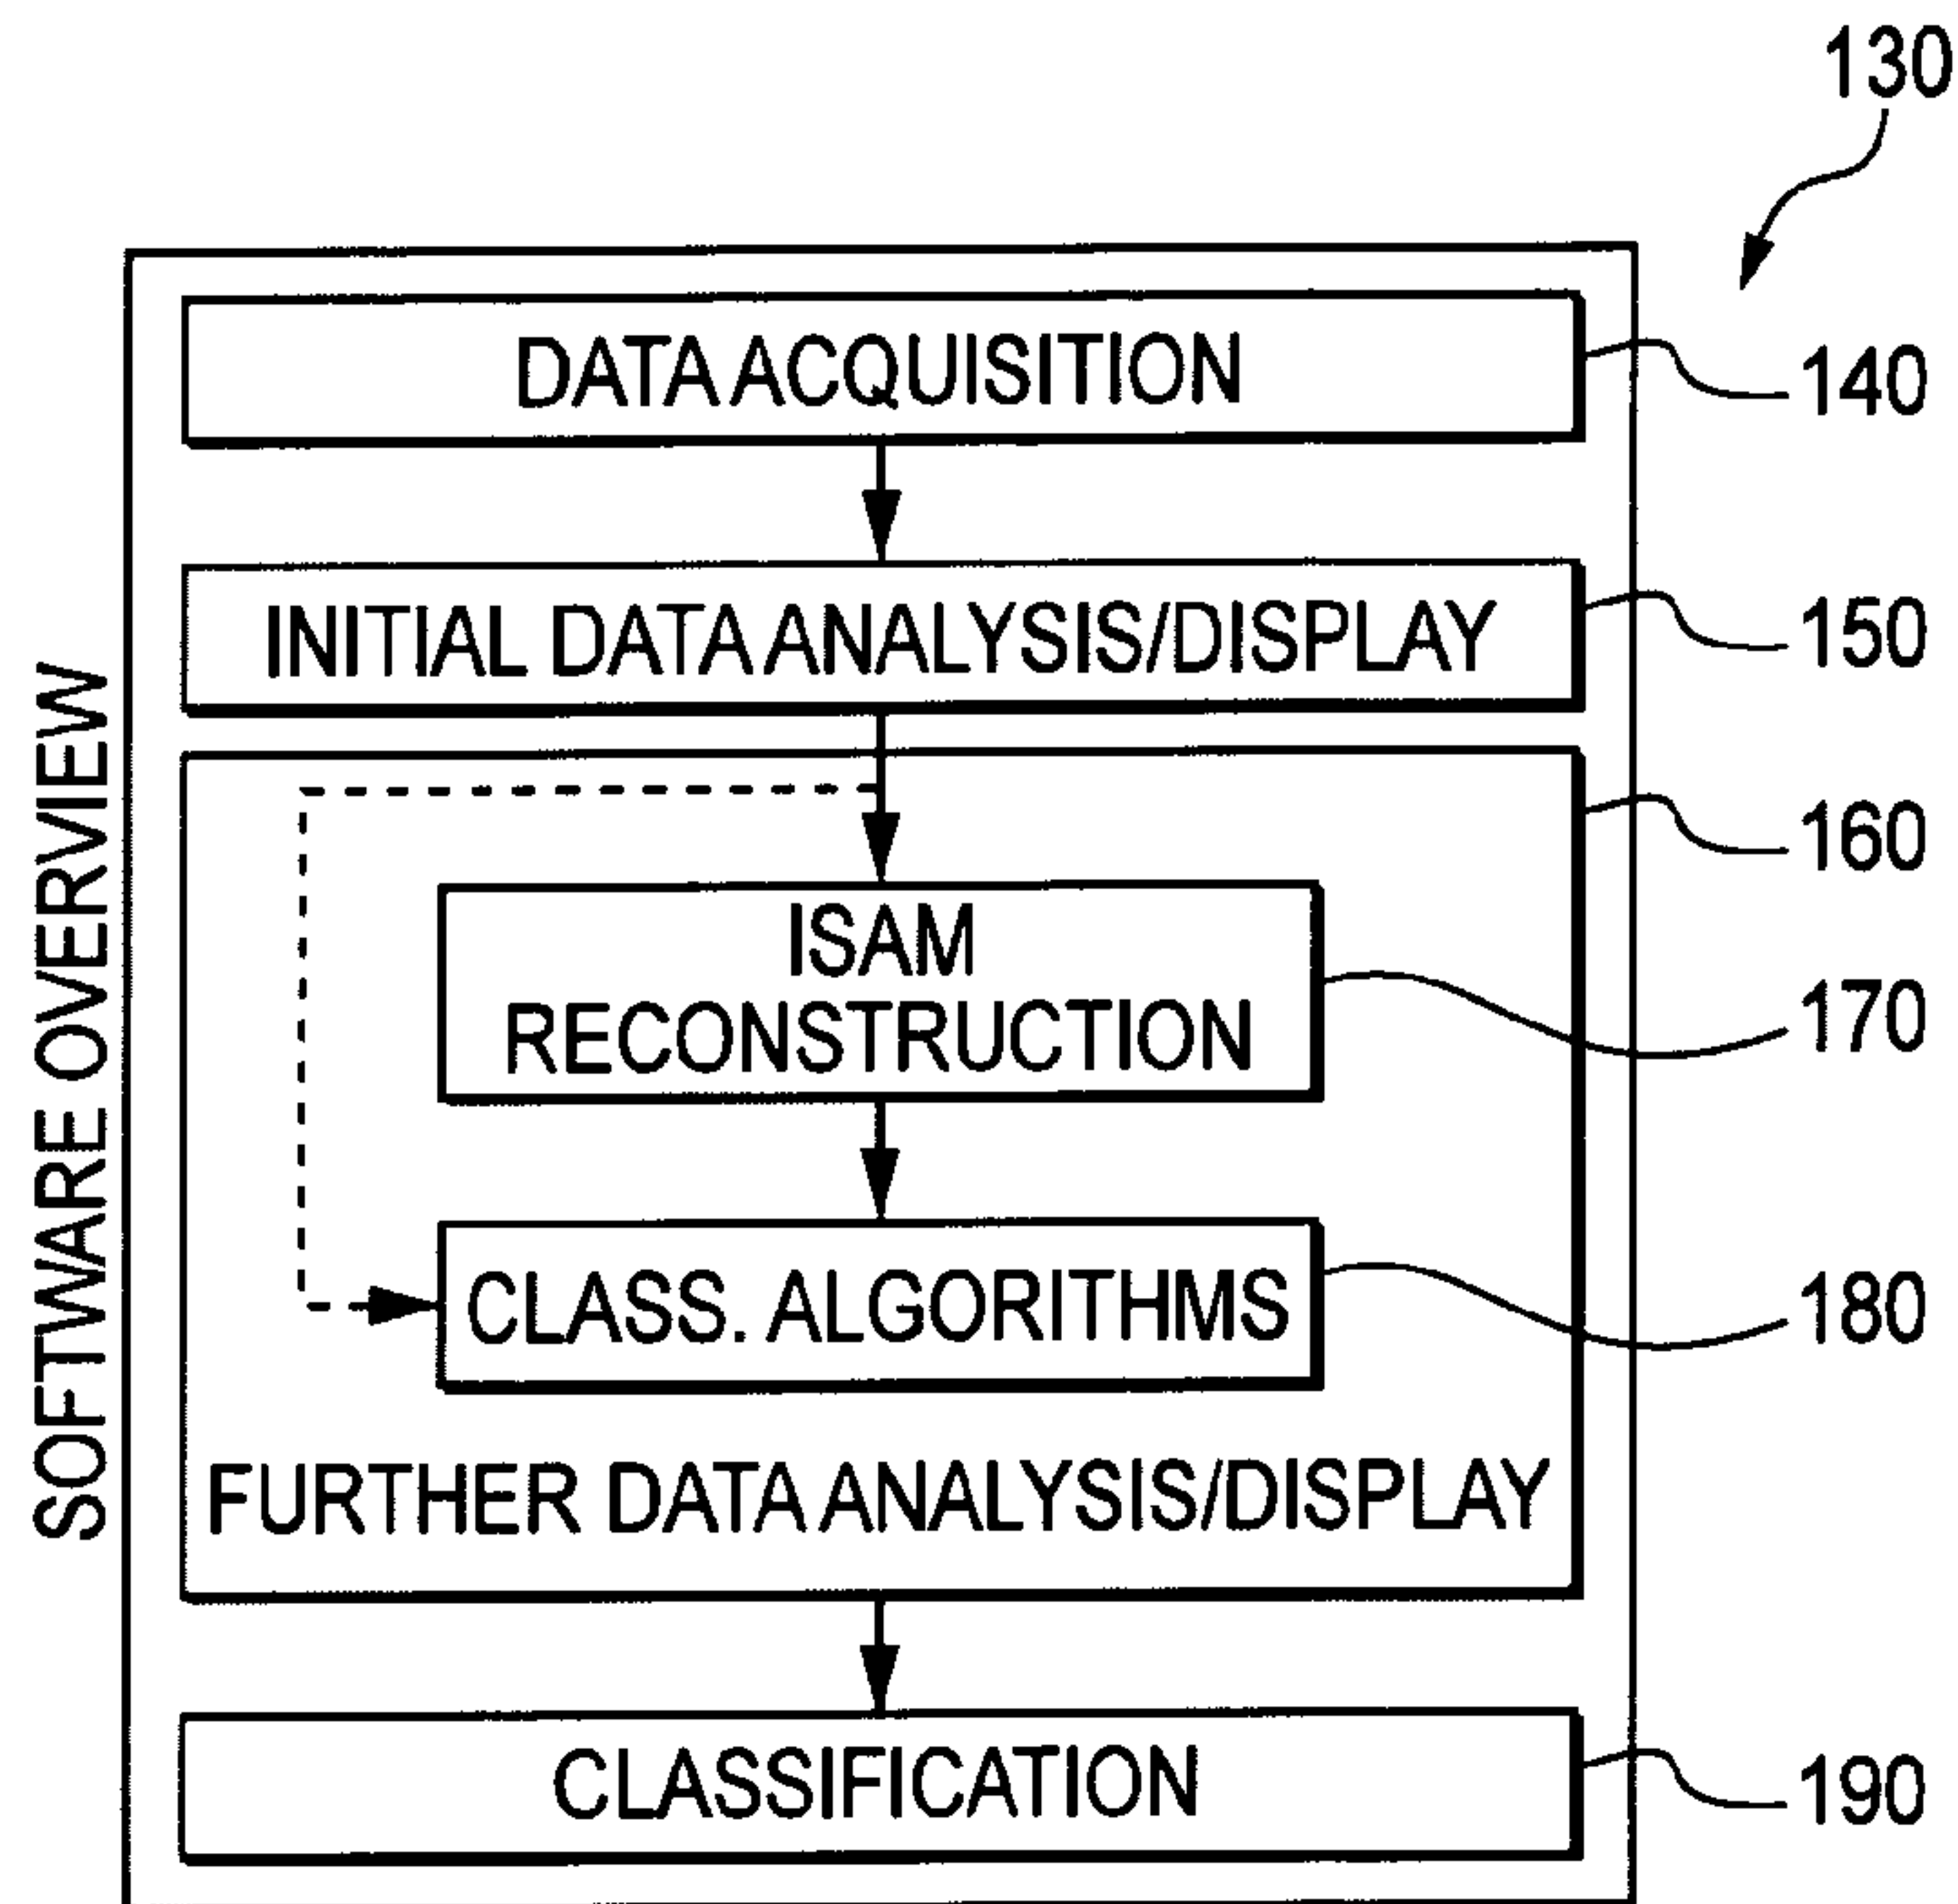 130
SOFTWARE OVERVIEW
DATA ACQUISITION
140
INITIAL DATA ANALYSIS/DISPLAY
150
160
ISAM
RECONSTRUCTION
170
CLASS. ALGORITHMS
180
FURTHER DATA ANALYSIS/DISPLAY
CLASSIFICATION
190